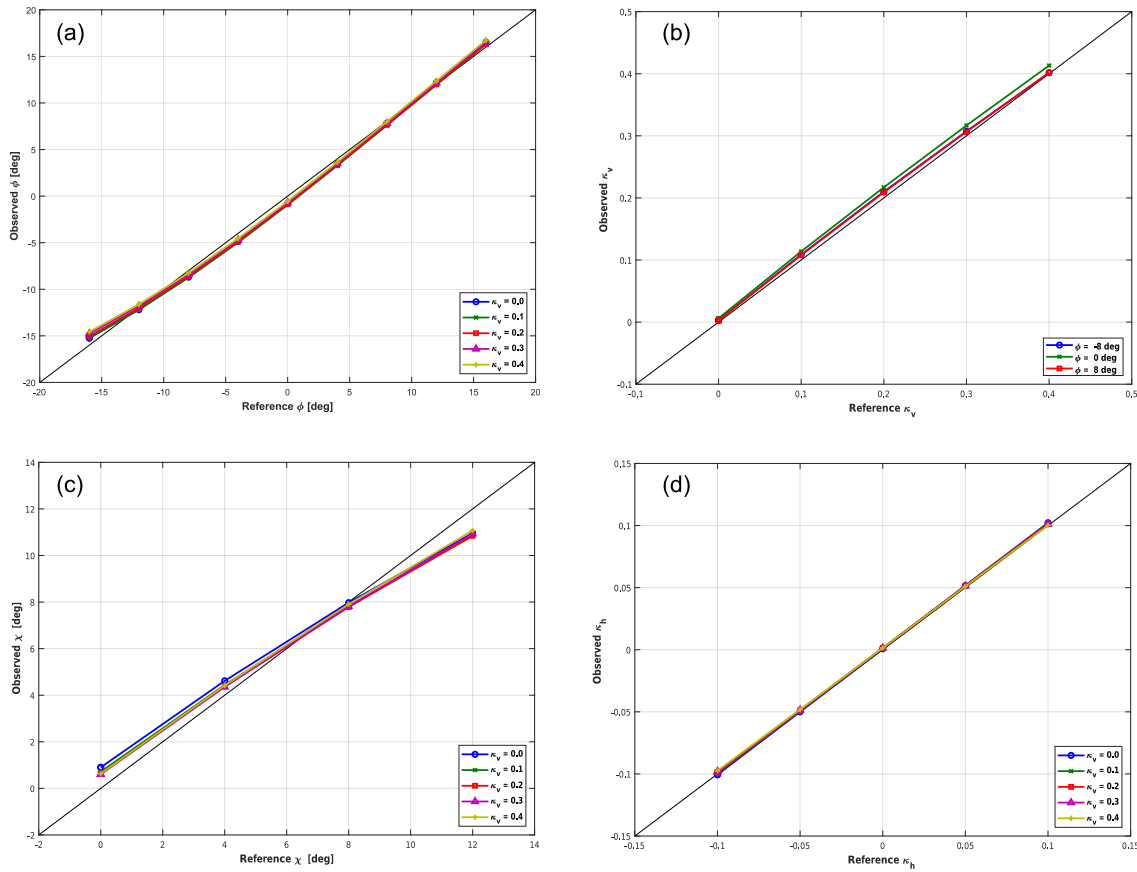 (a)
20
15
10
5
0
-5
-10
-15
-20
Observed ϕ [deg]
-20 -15 -10 -5 0 5 10 15 20
Reference ϕ [deg]
κv = 0.0
κv = 0.1
κv = 0.2
κv = 0.3
κv = 0.4
(b)
0.5
0.4
0.3
0.2
0.1
0
-0.1
Observed κv
-0.1 0 0.1 0.2 0.3 0.4 0.5
Reference κv
ϕ = -8 deg
ϕ = 0 deg
ϕ = 8 deg
(c)
14
12
10
8
6
4
2
0
-2
Observed χ [deg]
-2 0 2 4 6 8 10 12 14
Reference χ [deg]
κv = 0.0
κv = 0.1
κv = 0.2
κv = 0.3
κv = 0.4
(d)
0.15
0.1
0.05
0
-0.05
-0.1
-0.15
Observed κh
-0.15 -0.1 -0.05 0 0.05 0.1 0.15
Reference κh
κv = 0.0
κv = 0.1
κv = 0.2
κv = 0.3
κv = 0.4